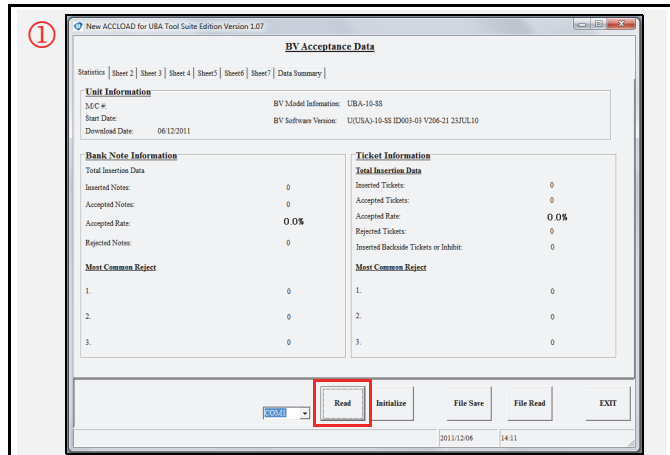 ①
New ACCLOAD for UBA Tool Suite Edition Version 1.07
BV Acceptance Data
Statistics Sheet 2 Sheet 3 Sheet 4 Sheet5 Sheet6 Sheet7 Data Summary
Unit Information
M/C #: BV Model Infomation: UBA-10-SS
Start Date: BV Software Version: U(USA)-10-SS ID003-03 V206-21 23JUL10
Download Date: 06/12/2011
Bank Note Information
Total Insertion Data
Inserted Notes: 0
Accepted Notes: 0
Accepted Rate: 0.0%
Rejected Notes: 0
Most Common Reject
1. 0
2. 0
3. 0
Ticket Information
Total Insertion Data
Inserted Tickets: 0
Accepted Tickets: 0
Accepted Rate: 0.0%
Rejected Tickets: 0
Inserted Backside Tickets or Inhibit: 0
Most Common Reject
1. 0
2. 0
3. 0
COM1 Read Initialize File Save File Read EXIT
2011/12/06 14:11